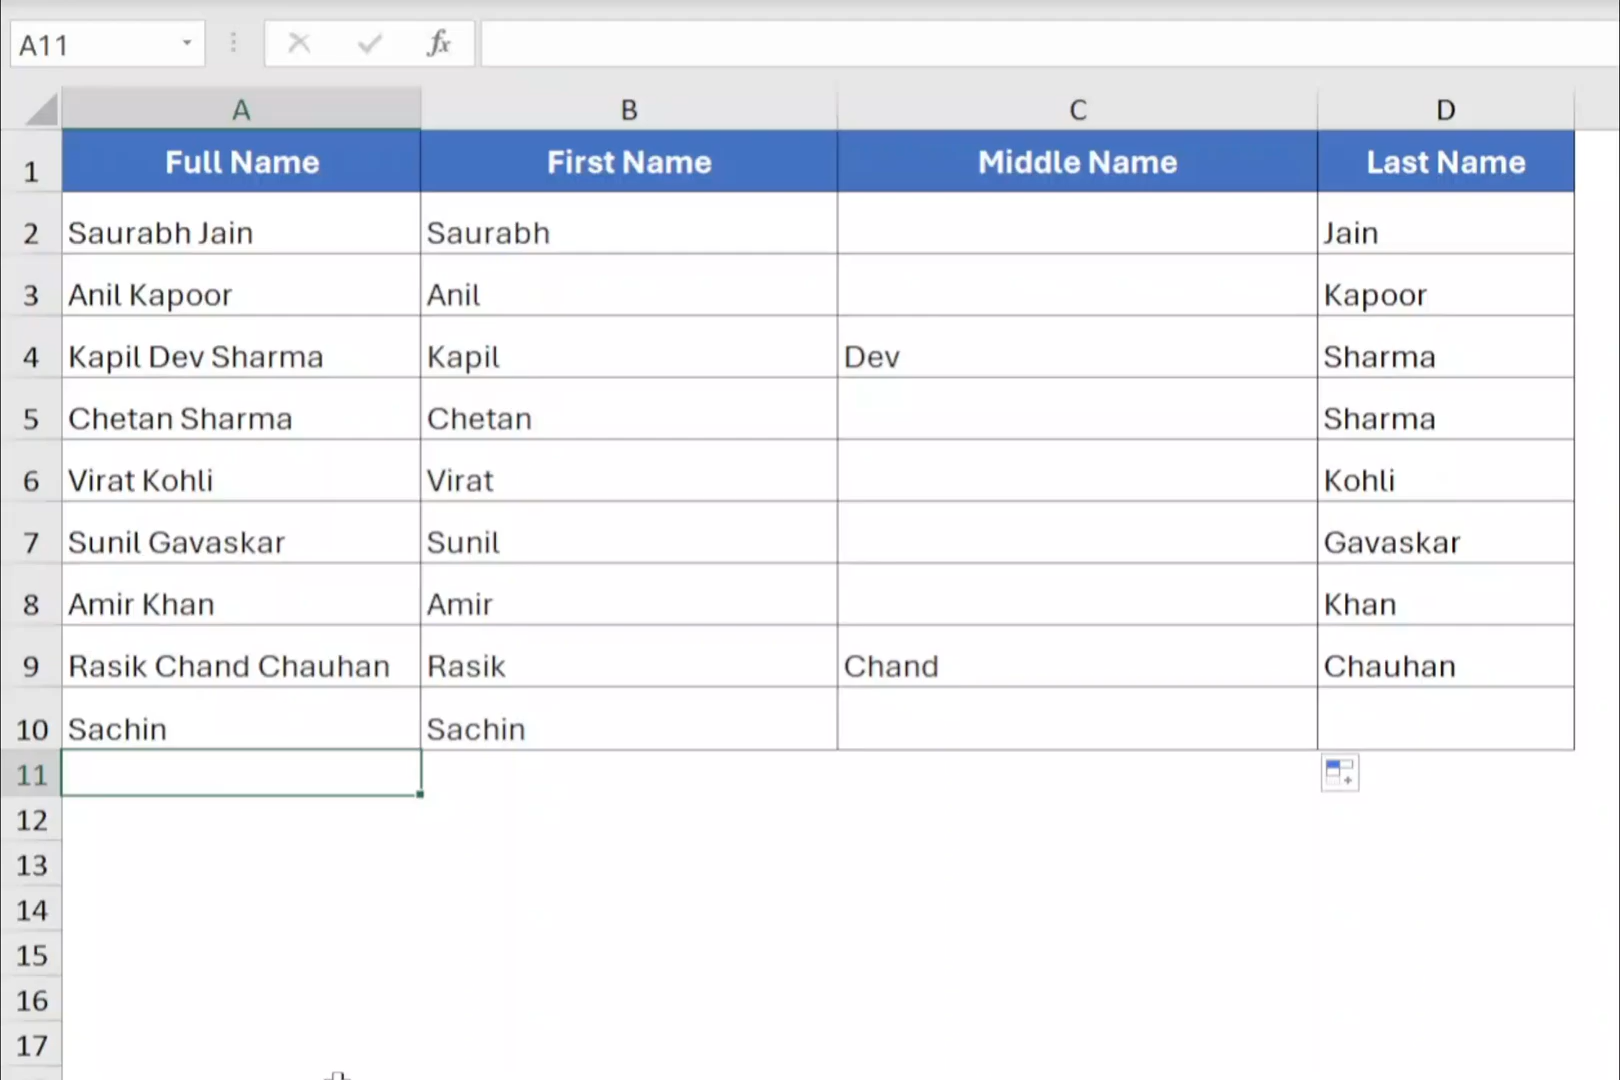 A11 fx
A B C D
1 Full Name First Name Middle Name Last Name
2 Saurabh Jain Saurabh Jain
3 Anil Kapoor Anil Kapoor
4 Kapil Dev Sharma Kapil Dev Sharma
5 Chetan Sharma Chetan Sharma
6 Virat Kohli Virat Kohli
7 Sunil Gavaskar Sunil Gavaskar
8 Amir Khan Amir Khan
9 Rasik Chand Chauhan Rasik Chand Chauhan
10 Sachin Sachin
11
12
13
14
15
16
17